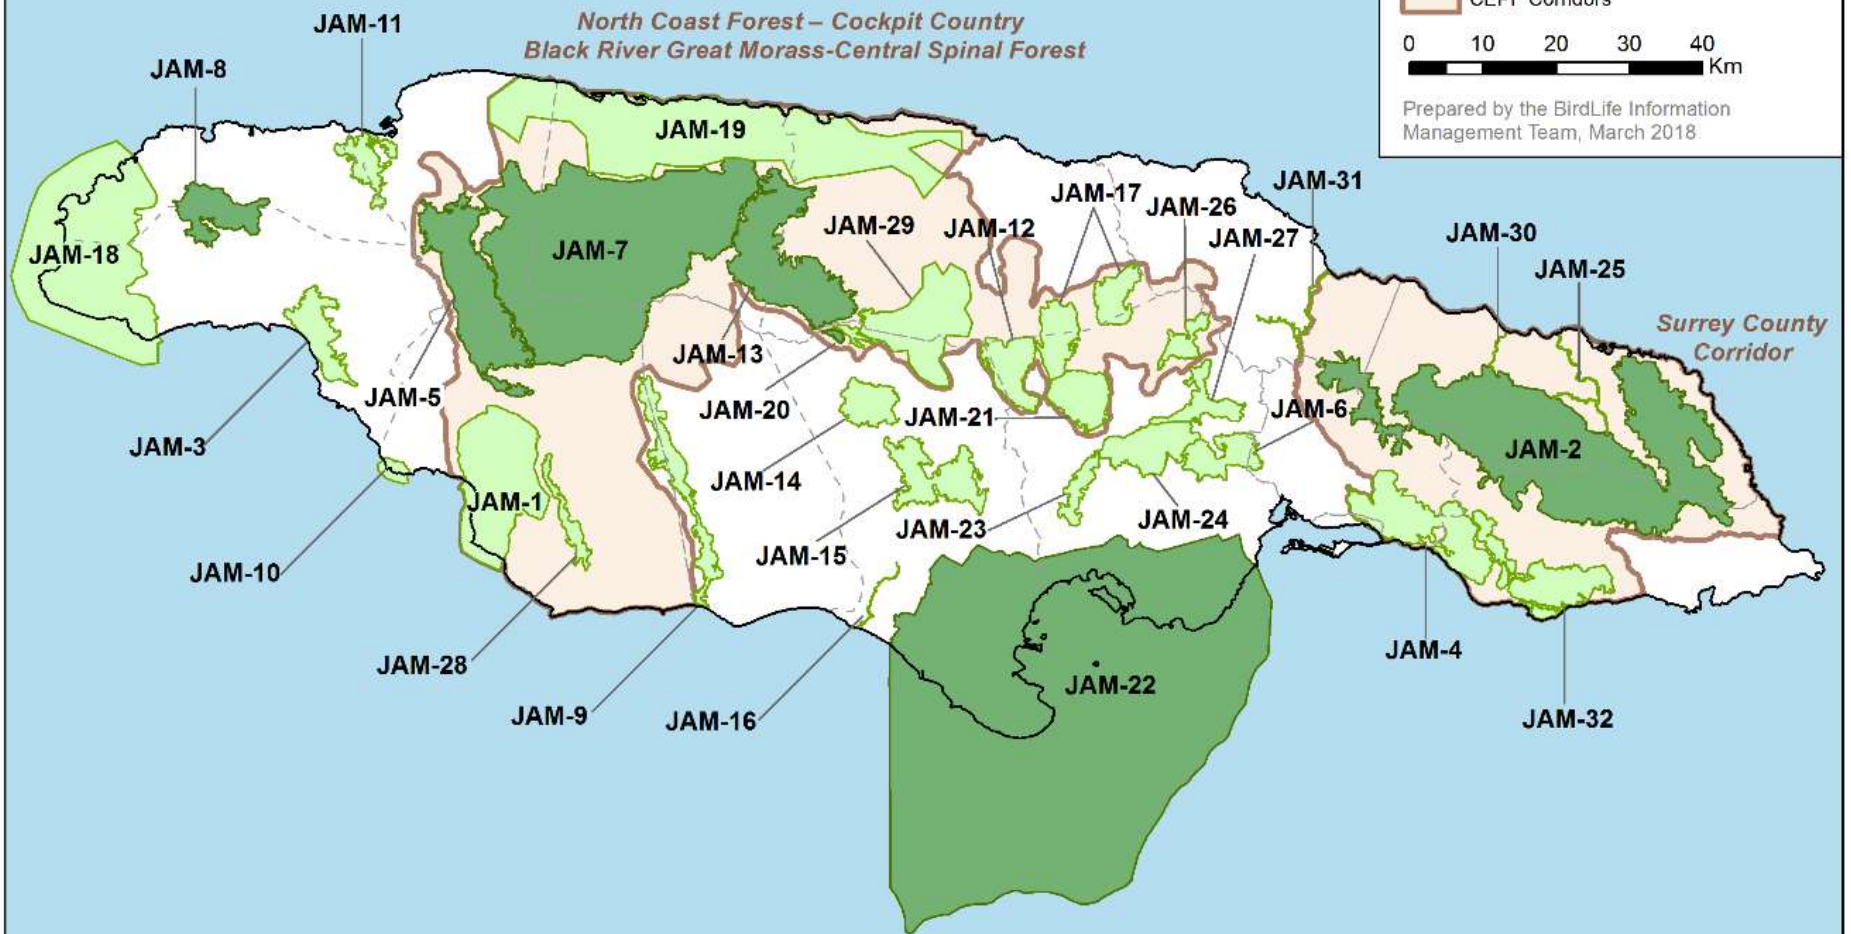 CEPF Corridors
0 10 20 30 40
Km
Prepared by the BirdLife Information
Management Team, March 2018
North Coast Forest – Cockpit Country
Black River Great Morass-Central Spinal Forest
JAM-11
JAM-8
JAM-19
JAM-31
JAM-17
JAM-26
JAM-29
JAM-12
JAM-27
JAM-30
JAM-18
JAM-7
JAM-25
Surrey County
Corridor
JAM-13
JAM-5
JAM-20
JAM-21
JAM-6
JAM-3
JAM-2
JAM-14
JAM-1
JAM-23
JAM-24
JAM-15
JAM-10
JAM-28
JAM-4
JAM-22
JAM-9
JAM-16
JAM-32